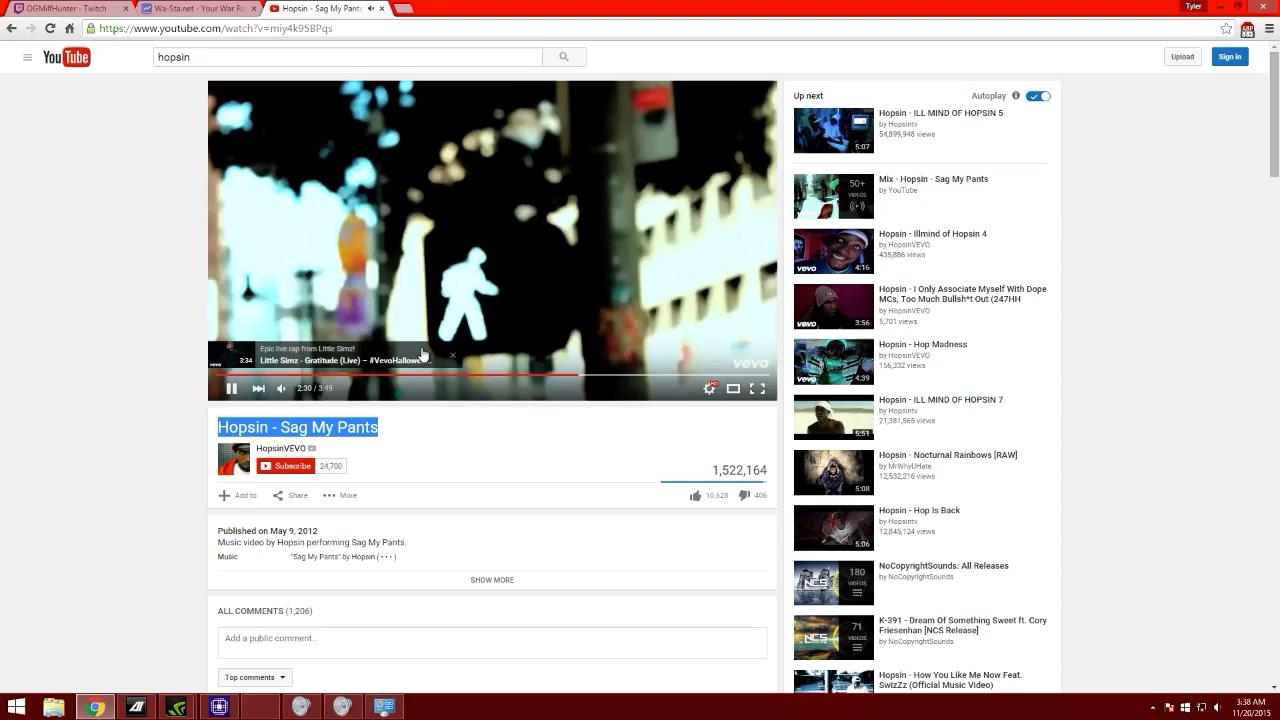 OGMilfHunter - Twitch
Wa-Sta.net - Your War Ro
Hopsin - Sag My Pants
Tyler
https://www.youtube.com/watch?v=miy4k95BPqs
ABP
YouTube
hopsin
Upload
Sign in
Epic live rap from Little Simz!
Little Simz - Gratitude (Live) – #VevoHallowe...
3:34
vevo
vevo
2:30 / 3:49
HD
Hopsin - Sag My Pants
HopsinVEVO
Subscribe
24,700
1,522,164
Add to
Share
More
10,628
406
Published on May 9, 2012
Music video by Hopsin performing Sag My Pants.
Music
"Sag My Pants" by Hopsin (•••)
SHOW MORE
ALL COMMENTS (1,206)
Add a public comment...
Top comments
Up next
Autoplay
Hopsin - ILL MIND OF HOPSIN 5
by Hopsintv
54,899,948 views
5:07
Mix - Hopsin - Sag My Pants
by YouTube
50+
VIDEOS
Hopsin - Illmind of Hopsin 4
by HopsinVEVO
435,886 views
vevo
4:16
Hopsin - I Only Associate Myself With Dope
MCs, Too Much Bullsh*t Out (247HH
by HopsinVEVO
5,701 views
3:56
Hopsin - Hop Madness
by HopsinVEVO
156,332 views
vevo
4:39
Hopsin - ILL MIND OF HOPSIN 7
by Hopsintv
21,381,565 views
5:51
Hopsin - Nocturnal Rainbows [RAW]
by MrWhyUHate
12,532,216 views
5:08
Hopsin - Hop Is Back
by Hopsintv
12,845,124 views
5:06
NoCopyrightSounds: All Releases
by NoCopyrightSounds
NCS
180
VIDEOS
K-391 - Dream Of Something Sweet ft. Cory
Friesenhan [NCS Release]
by NoCopyrightSounds
NCS
71
VIDEOS
Hopsin - How You Like Me Now Feat.
SwizZz (Official Music Video)
3:38 AM
11/20/2015